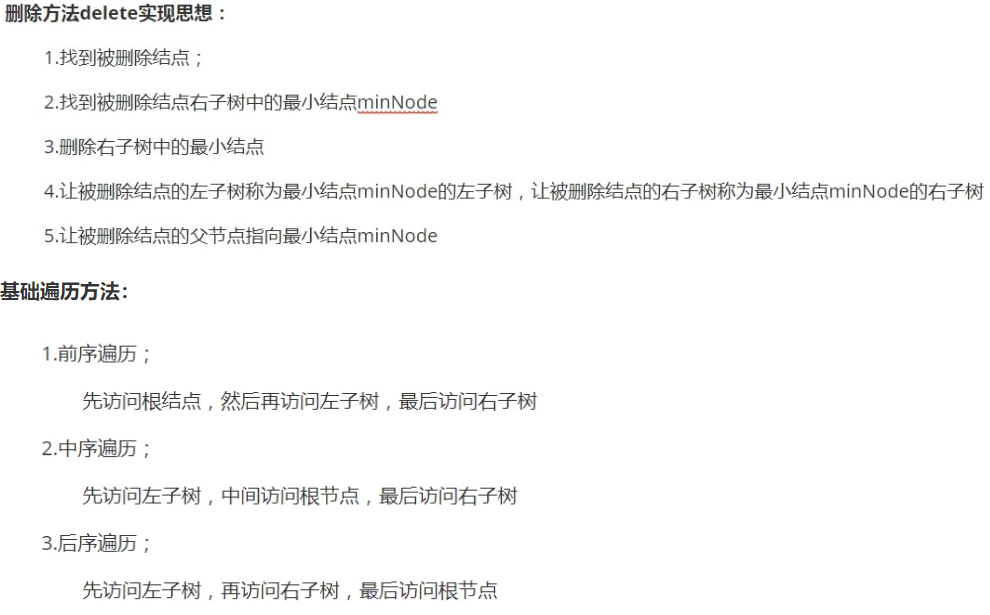 删除方法delete实现思想：
1.找到被删除结点；
2.找到被删除结点右子树中的最小结点minNode
3.删除右子树中的最小结点
4.让被删除结点的左子树称为最小结点minNode的左子树，让被删除结点的右子树称为最小结点minNode的右子树
5.让被删除结点的父节点指向最小结点minNode
基础遍历方法：
1.前序遍历；
先访问根结点，然后再访问左子树，最后访问右子树
2.中序遍历；
先访问左子树，中间访问根节点，最后访问右子树
3.后序遍历；
先访问左子树，再访问右子树，最后访问根节点